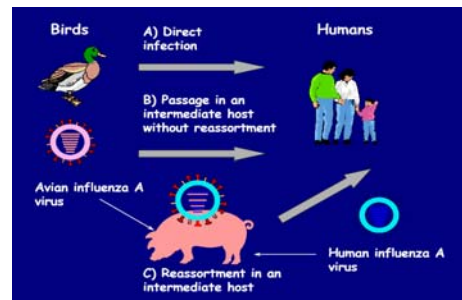 Birds
A) Direct
infection
Humans
B) Passage in an
intermediate host
without reassortment
Avian influenza A
virus
Human influenza A
virus
C) Reassortment in an
intermediate host